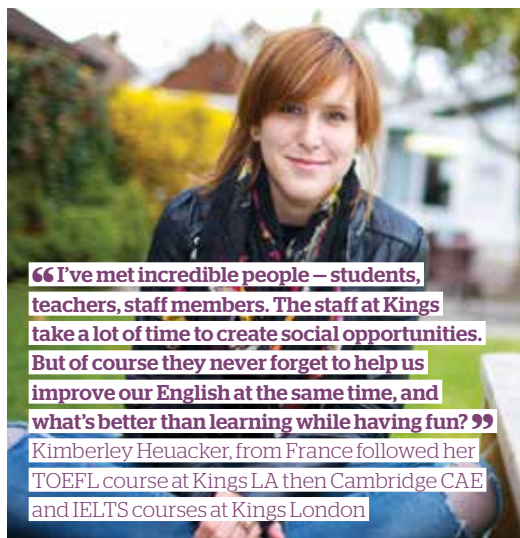 “I’ve met incredible people – students,
teachers, staff members. The staff at Kings
take a lot of time to create social opportunities.
But of course they never forget to help us
improve our English at the same time, and
what’s better than learning while having fun?”
Kimberley Heuacker, from France followed her
TOEFL course at Kings LA then Cambridge CAE
and IELTS courses at Kings London